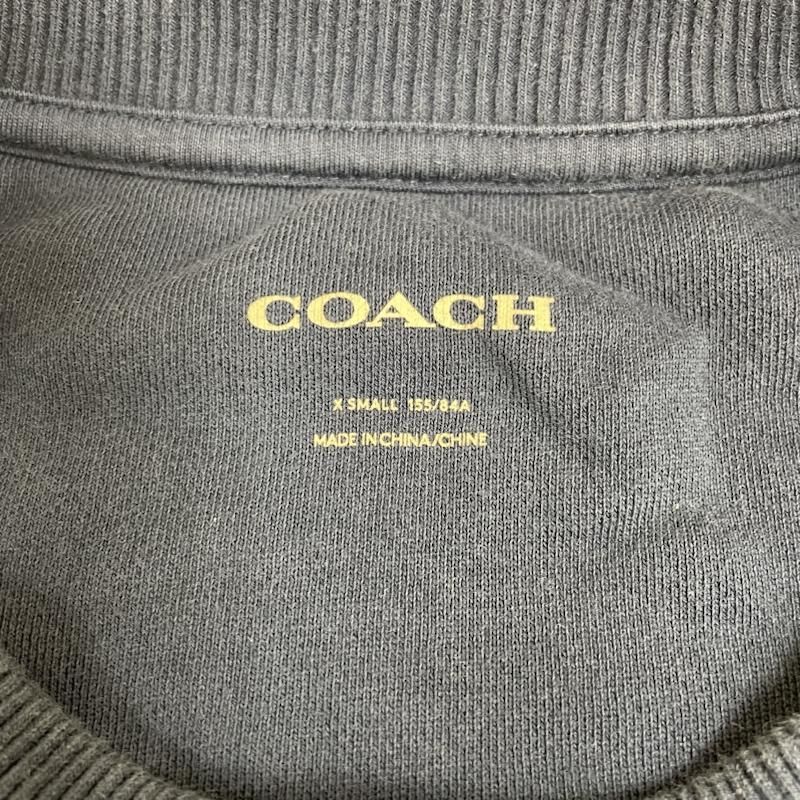 COACH
X SMALL 155/84A
MADE IN CHINA/CHINE